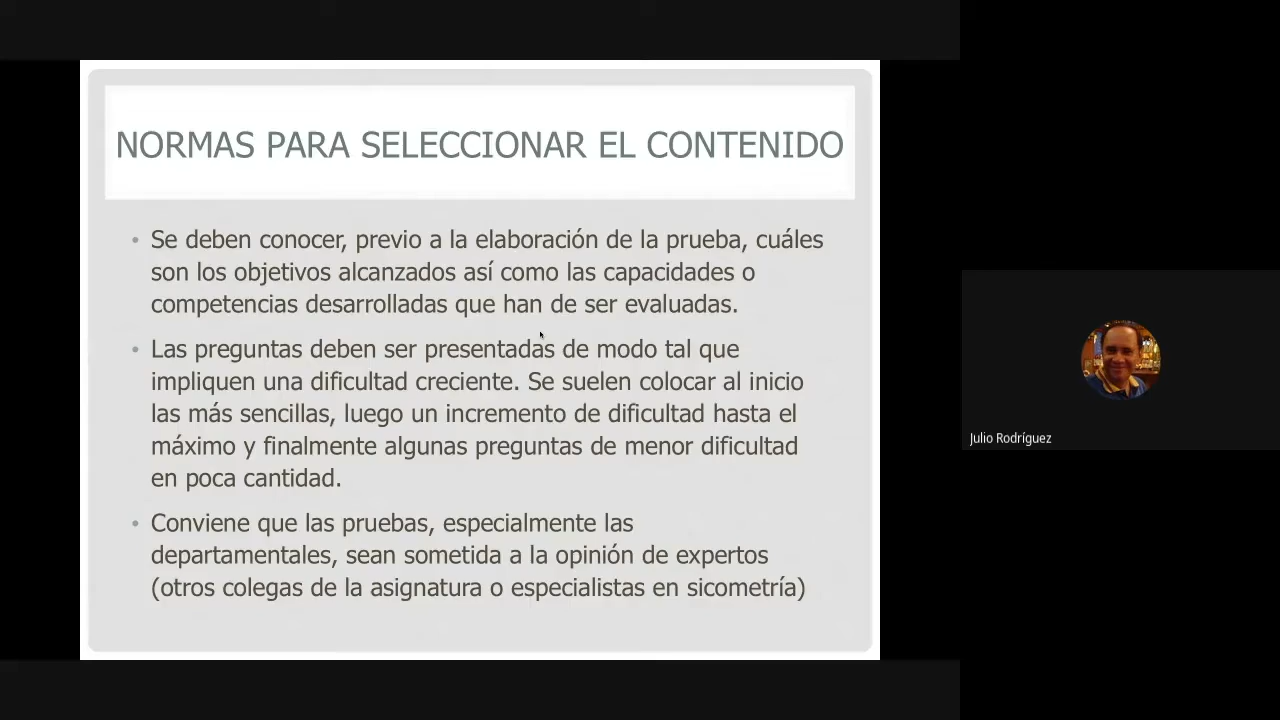 NORMAS PARA SELECCIONAR EL CONTENIDO
• Se deben conocer, previo a la elaboración de la prueba, cuáles
son los objetivos alcanzados así como las capacidades o
competencias desarrolladas que han de ser evaluadas.
• Las preguntas deben ser presentadas de modo tal que
impliquen una dificultad creciente. Se suelen colocar al inicio
las más sencillas, luego un incremento de dificultad hasta el
máximo y finalmente algunas preguntas de menor dificultad
en poca cantidad.
• Conviene que las pruebas, especialmente las
departamentales, sean sometida a la opinión de expertos
(otros colegas de la asignatura o especialistas en sicometría)
Julio Rodríguez